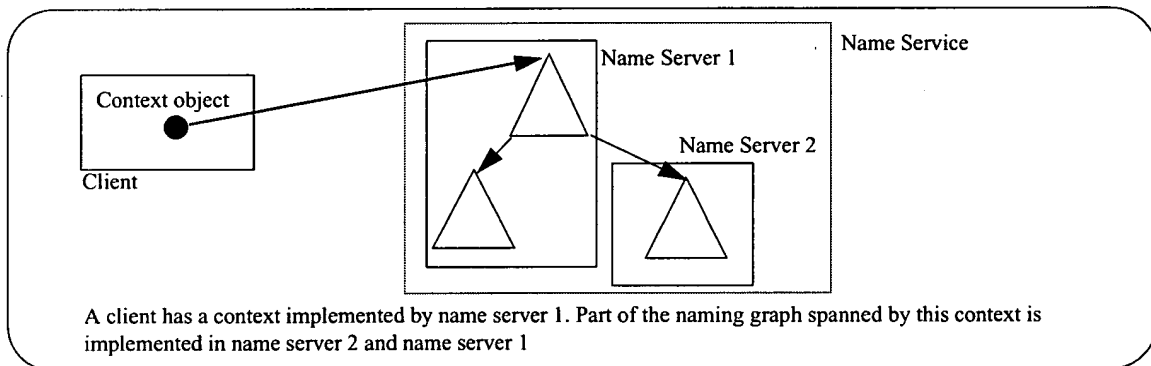 Name Service
Name Server 1
Context object
Name Server 2
Client
A client has a context implemented by name server 1. Part of the naming graph spanned by this context is
implemented in name server 2 and name server 1